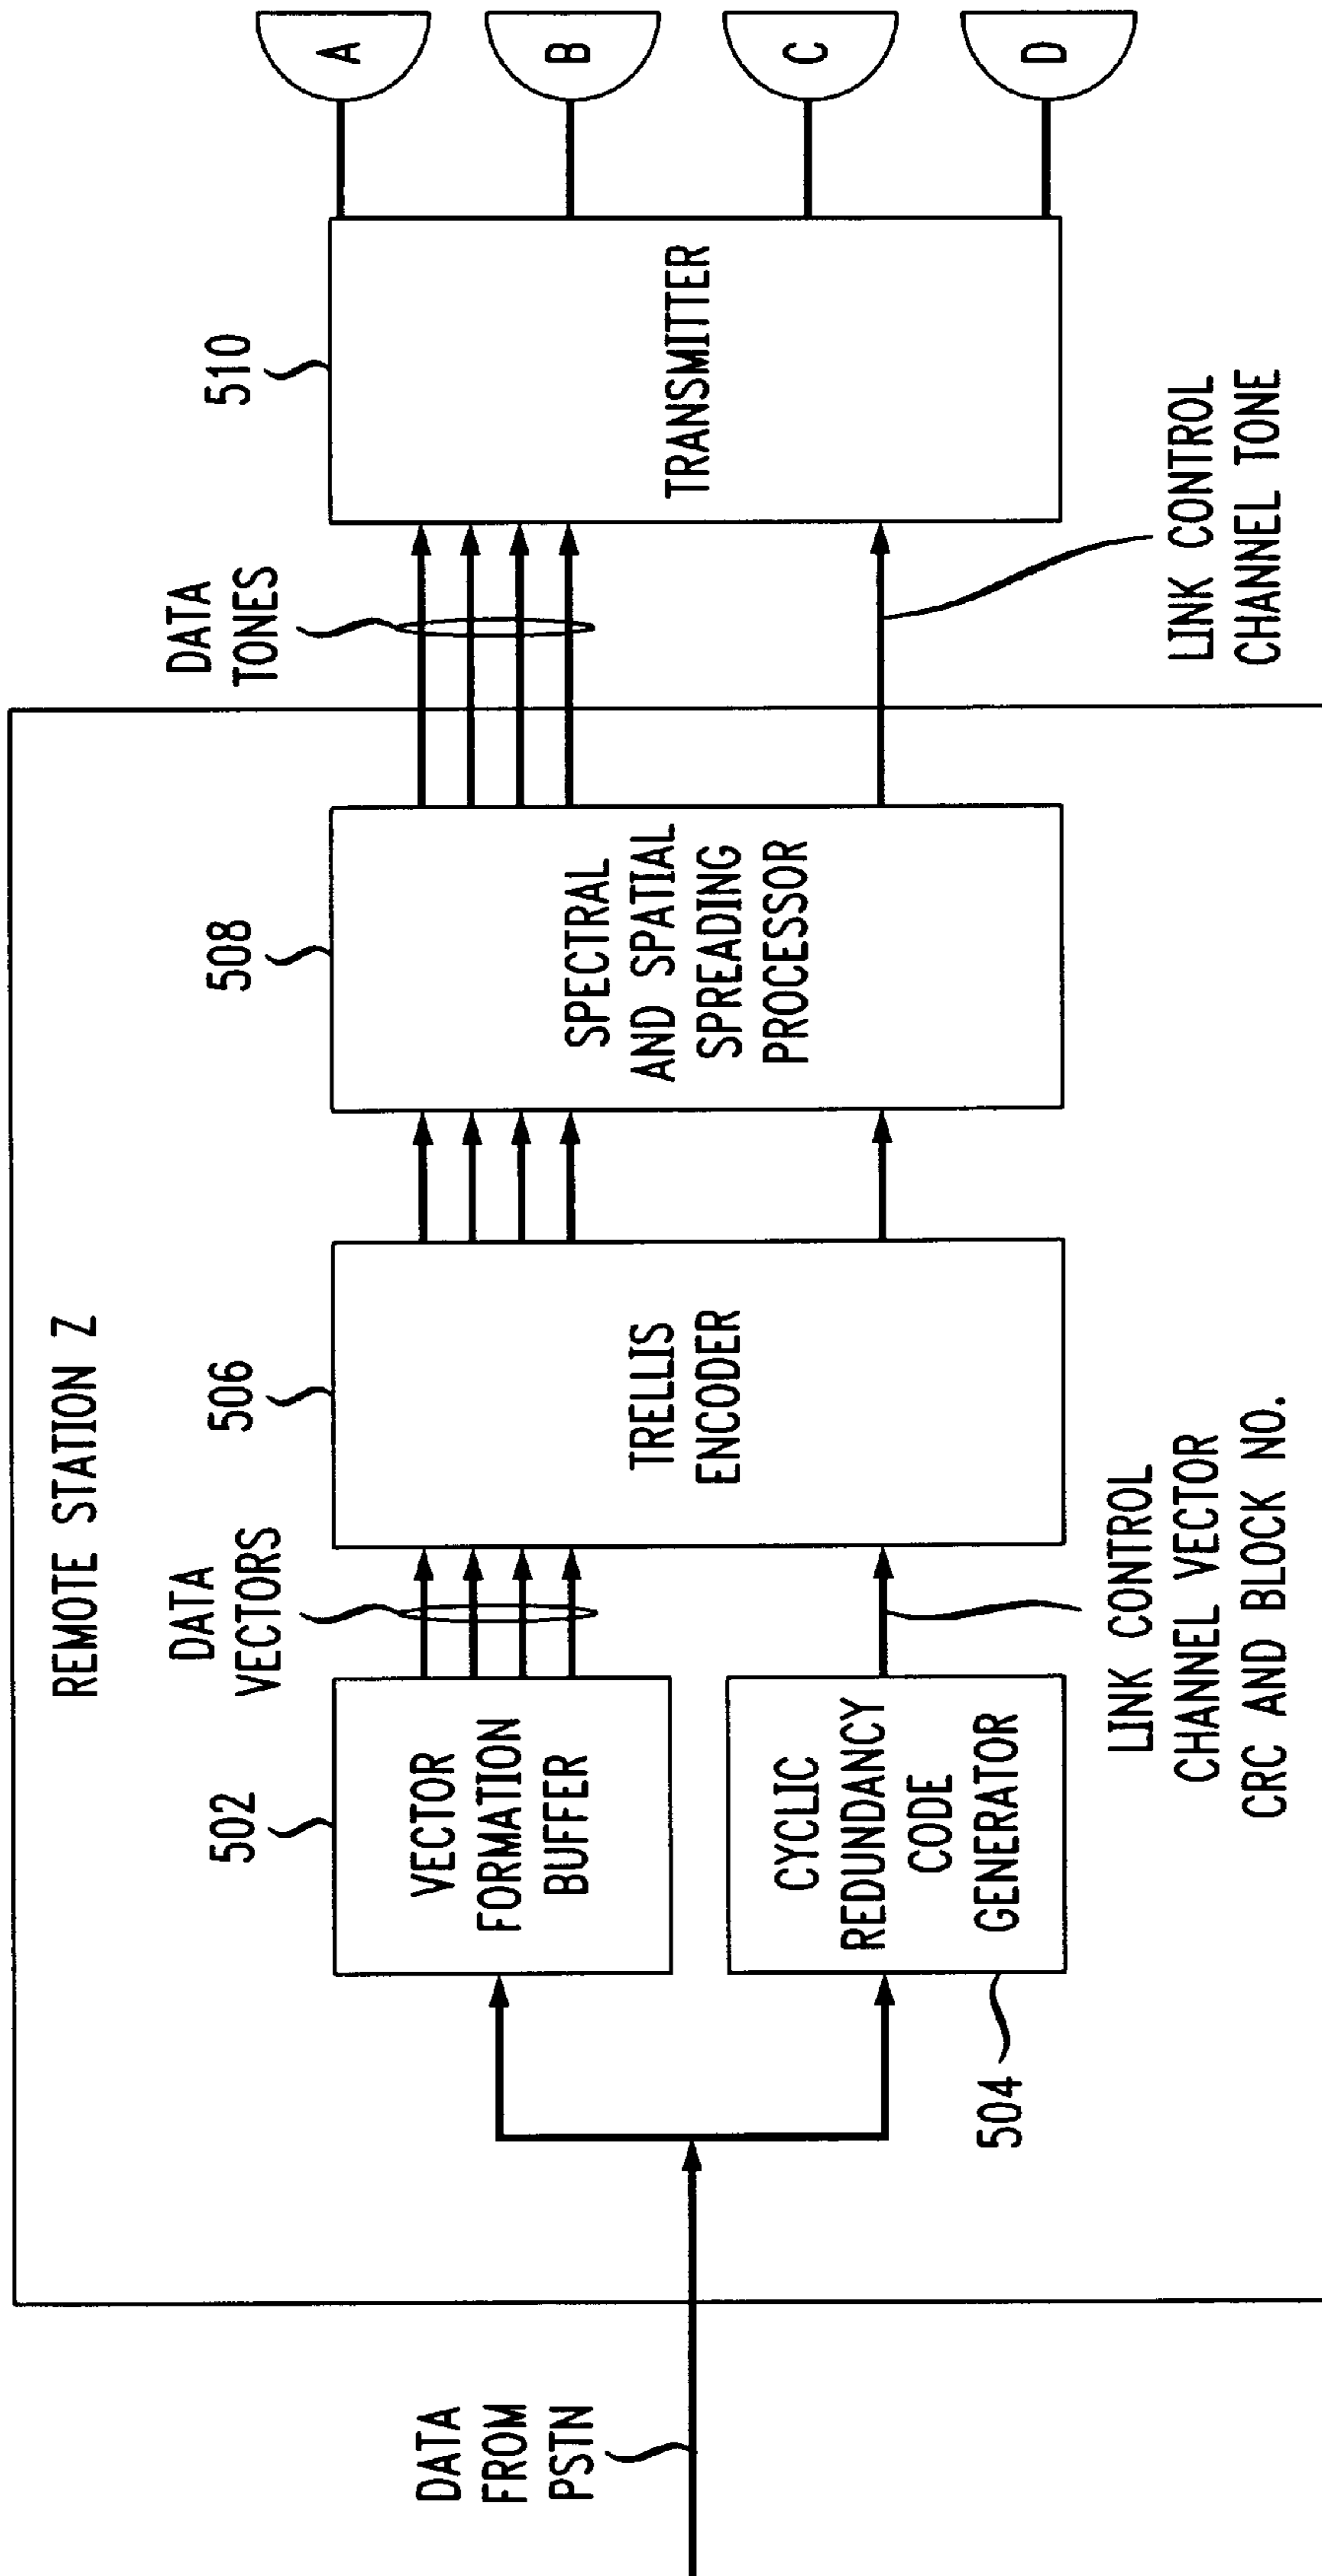 REMOTE STATION Z
DATA
FROM
PSTN
502
VECTOR
FORMATION
BUFFER
504
CYCLIC
REDUNDANCY
CODE
GENERATOR
DATA
VECTORS
LINK CONTROL
CHANNEL VECTOR
CRC AND BLOCK NO.
506
TRELLIS
ENCODER
508
SPECTRAL
AND SPATIAL
SPREADING
PROCESSOR
DATA
TONES
LINK CONTROL
CHANNEL TONE
510
TRANSMITTER
A
B
C
D